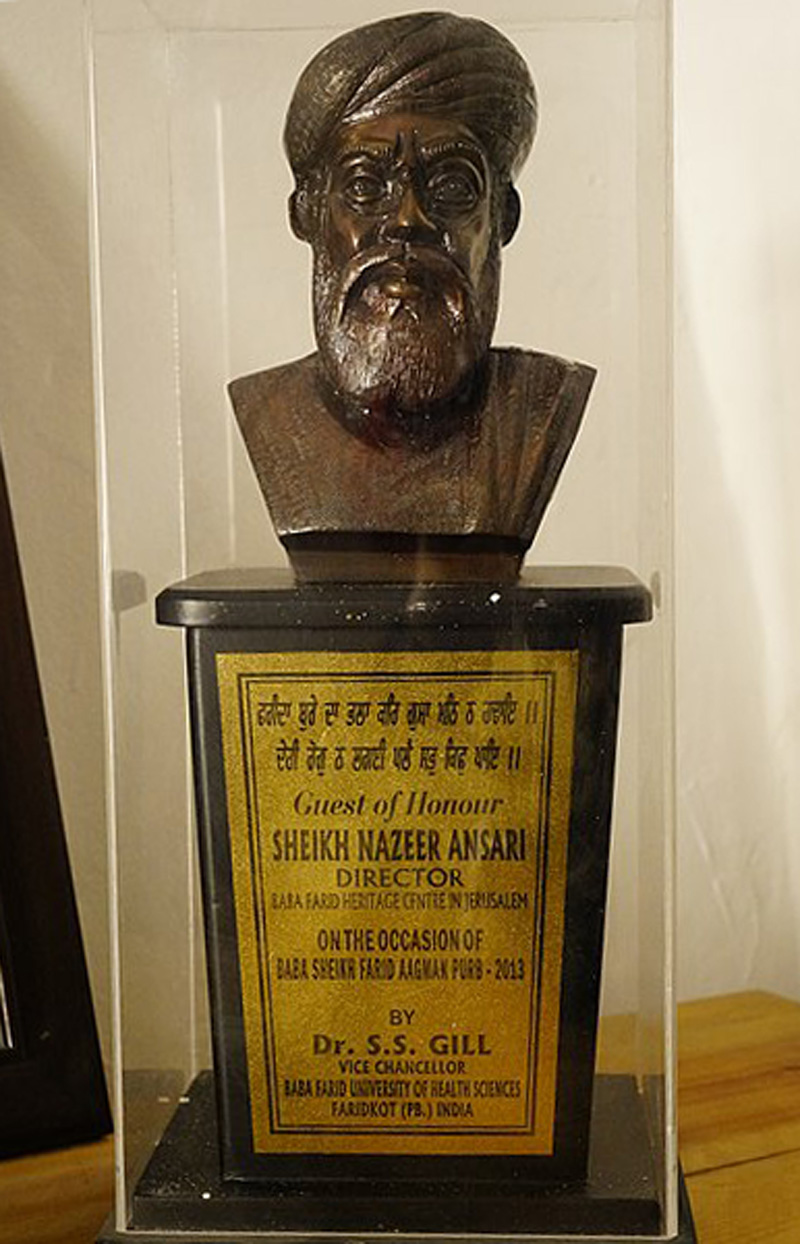 ਫਰੀਦਾ ਬੁਰੇ ਦਾ ਭਲਾ ਕਰਿ ਗੁਸਾ ਮਨਿ ਨ ਹਢਾਇ ॥
ਦੇਹੀ ਰੋਗੁ ਨ ਲਗਈ ਪਲੈ ਸਭੁ ਕਿਛੁ ਪਾਇ ॥
Guest of Honour
SHEIKH NAZEER ANSARI
DIRECTOR
BABA FARID HERITAGE CENTRE IN JERUSALEM
ON THE OCCASION OF
BABA SHEIKH FARID AAGMAN PURB - 2013
BY
Dr. S.S. GILL
VICE CHANCELLOR
BABA FARID UNIVERSITY OF HEALTH SCIENCES
FARIDKOT (PB.) INDIA